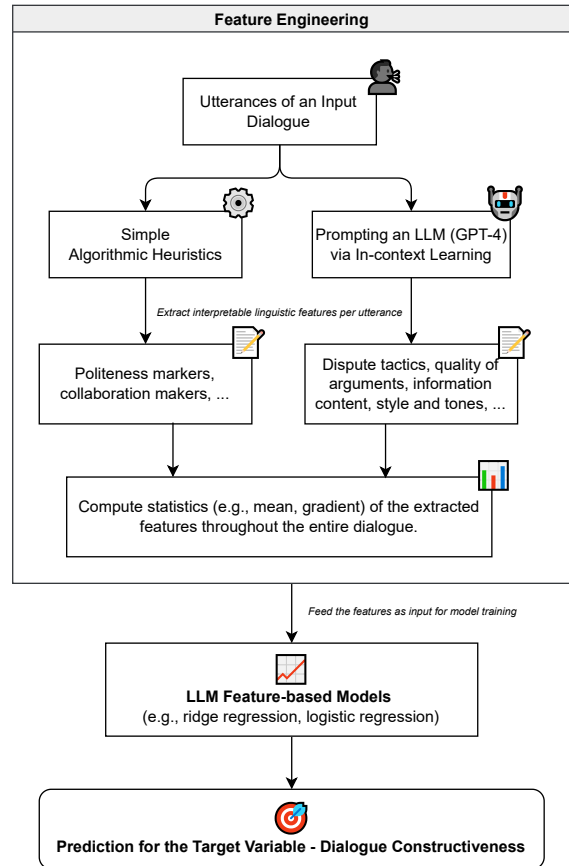 Feature Engineering
Utterances of an Input
Dialogue
Simple
Algorithmic Heuristics
Prompting an LLM (GPT-4)
via In-context Learning
Extract interpretable linguistic features per utterance
Politeness markers,
collaboration makers, ...
Dispute tactics, quality of
arguments, information
content, style and tones, ...
Compute statistics (e.g., mean, gradient) of the extracted
features throughout the entire dialogue.
Feed the features as input for model training
LLM Feature-based Models
(e.g., ridge regression, logistic regression)
Prediction for the Target Variable - Dialogue Constructiveness